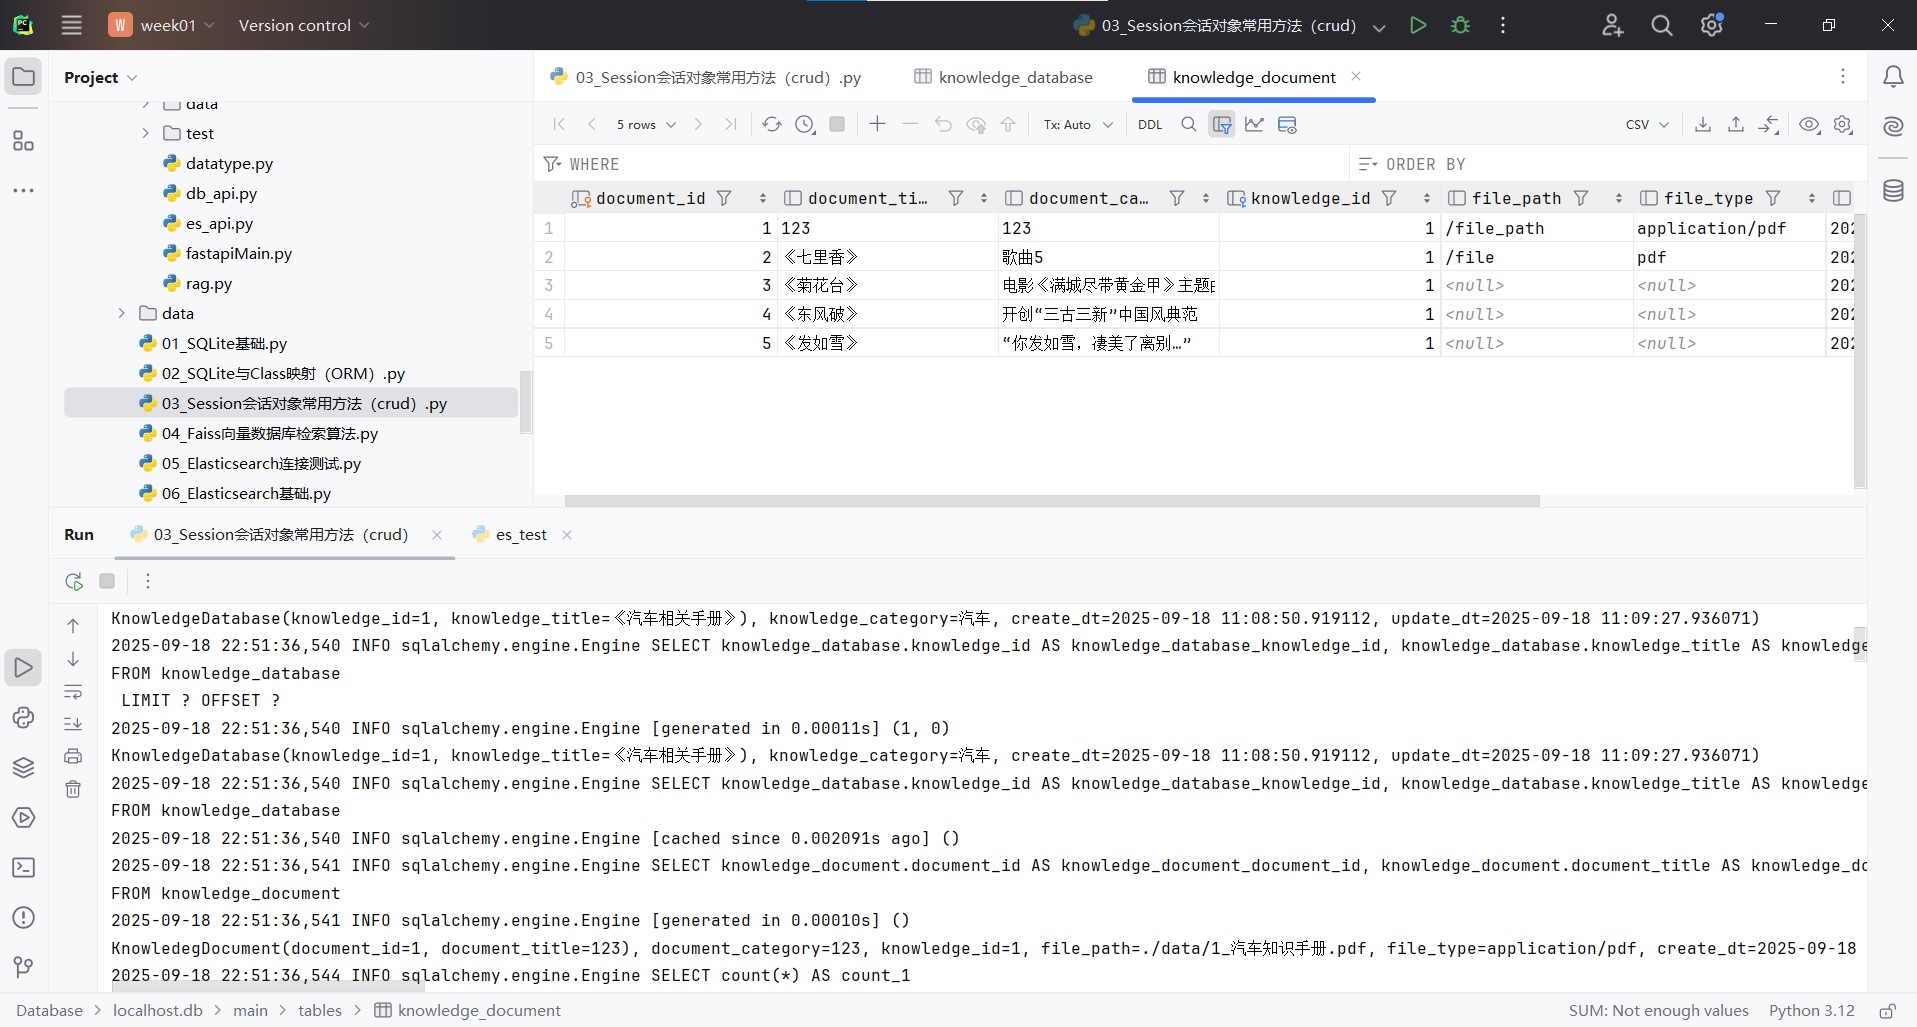 W week01 Version control 03_Session会话对象常用方法（crud）
Project
data
test
datatype.py
db_api.py
es_api.py
fastapiMain.py
rag.py
data
01_SQLite基础.py
02_SQLite与Class映射（ORM）.py
03_Session会话对象常用方法（crud）.py
04_Faiss向量数据库检索算法.py
05_Elasticsearch连接测试.py
06_Elasticsearch基础.py
03_Session会话对象常用方法（crud）.py knowledge_database knowledge_document
5 rows Tx: Auto DDL CSV
WHERE ORDER BY
document_id document_ti… document_ca… knowledge_id file_path file_type
1 1 123 123 1 /file_path application/pdf 202
2 2 《七里香》 歌曲5 1 /file pdf 202
3 3 《菊花台》 电影《满城尽带黄金甲》主题 1 <null> <null> 202
4 4 《东风破》 开创“三古三新”中国风典范 1 <null> <null> 202
5 5 《发如雪》 “你发如雪，凄美了离别…” 1 <null> <null> 202
Run 03_Session会话对象常用方法（crud） es_test
KnowledgeDatabase(knowledge_id=1, knowledge_title=《汽车相关手册》), knowledge_category=汽车, create_dt=2025-09-18 11:08:50.919112, update_dt=2025-09-18 11:09:27.936071)
2025-09-18 22:51:36,540 INFO sqlalchemy.engine.Engine SELECT knowledge_database.knowledge_id AS knowledge_database_knowledge_id, knowledge_database.knowledge_title AS knowledge
FROM knowledge_database
LIMIT ? OFFSET ?
2025-09-18 22:51:36,540 INFO sqlalchemy.engine.Engine [generated in 0.00011s] (1, 0)
KnowledgeDatabase(knowledge_id=1, knowledge_title=《汽车相关手册》), knowledge_category=汽车, create_dt=2025-09-18 11:08:50.919112, update_dt=2025-09-18 11:09:27.936071)
2025-09-18 22:51:36,540 INFO sqlalchemy.engine.Engine SELECT knowledge_database.knowledge_id AS knowledge_database_knowledge_id, knowledge_database.knowledge_title AS knowledge
FROM knowledge_database
2025-09-18 22:51:36,540 INFO sqlalchemy.engine.Engine [cached since 0.002091s ago] ()
2025-09-18 22:51:36,541 INFO sqlalchemy.engine.Engine SELECT knowledge_document.document_id AS knowledge_document_document_id, knowledge_document.document_title AS knowledge_do
FROM knowledge_document
2025-09-18 22:51:36,541 INFO sqlalchemy.engine.Engine [generated in 0.00010s] ()
KnowledegDocument(document_id=1, document_title=123), document_category=123, knowledge_id=1, file_path=./data/1_汽车知识手册.pdf, file_type=application/pdf, create_dt=2025-09-18
2025-09-18 22:51:36,544 INFO sqlalchemy.engine.Engine SELECT count(*) AS count_1
Database localhost.db main tables knowledge_document SUM: Not enough values Python 3.12